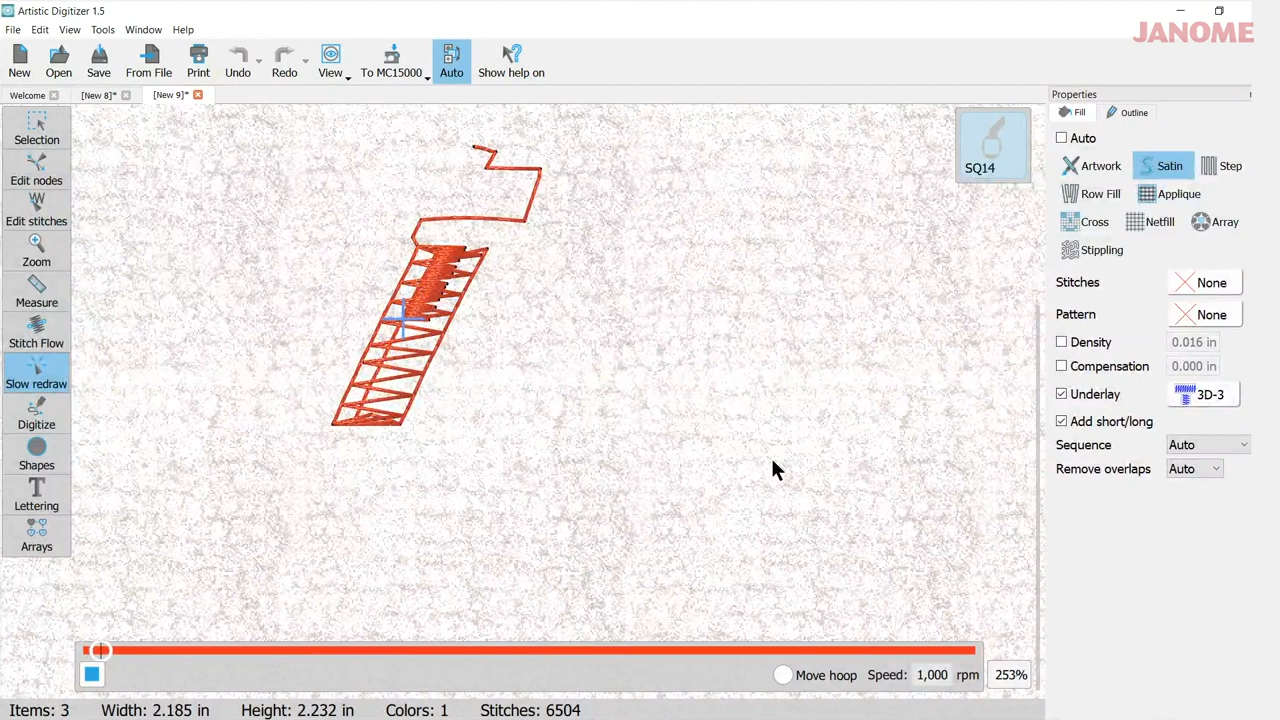 Artistic Digitizer 1.5
JANOME
File Edit View Tools Window Help
New Open Save From File Print Undo Redo View To MC15000 Auto Show help on
Welcome [New 8]* [New 9]*
Properties
Fill Outline
Selection
Edit nodes
Edit stitches
Zoom
Measure
Stitch Flow
Slow redraw
Digitize
Shapes
Lettering
Arrays
SQ14
Auto
Artwork Satin Step
Row Fill Applique
Cross Netfill Array
Stippling
Stitches None
Pattern None
Density 0.016 in
Compensation 0.000 in
Underlay 3D-3
Add short/long
Sequence Auto
Remove overlaps Auto
Move hoop Speed: 1,000 rpm 253%
Items: 3 Width: 2.185 in Height: 2.232 in Colors: 1 Stitches: 6504